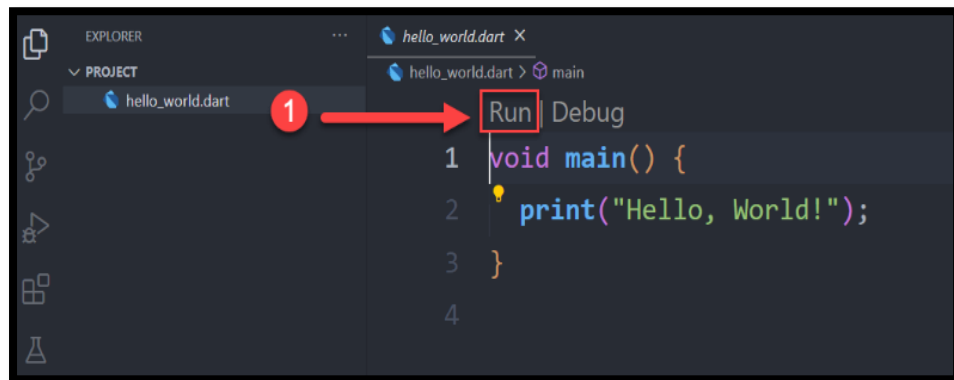 EXPLORER ...
PROJECT
hello_world.dart
hello_world.dart
hello_world.dart > main
1
Run | Debug
1 void main() {
2 print("Hello, World!");
3 }
4